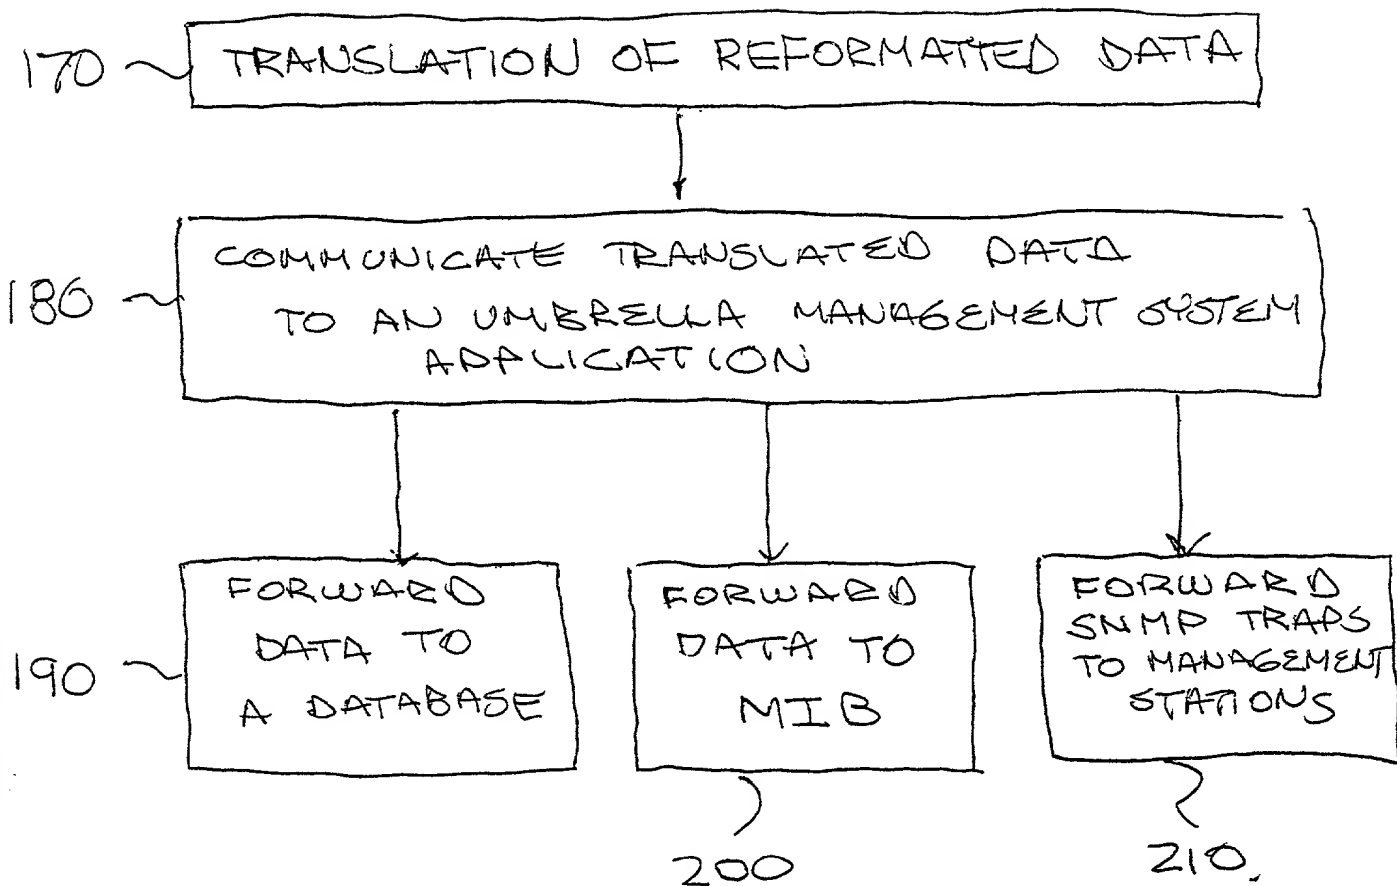 170
TRANSLATION OF REFORMATTED DATA
180
COMMUNICATE TRANSLATED DATA
TO AN UMBRELLA MANAGEMENT SYSTEM
APPLICATION
190
FORWARD
DATA TO
A DATABASE
FORWARD
DATA TO
MIB
FORWARD
SNMP TRAPS
TO MANAGEMENT
STATIONS
200
210.